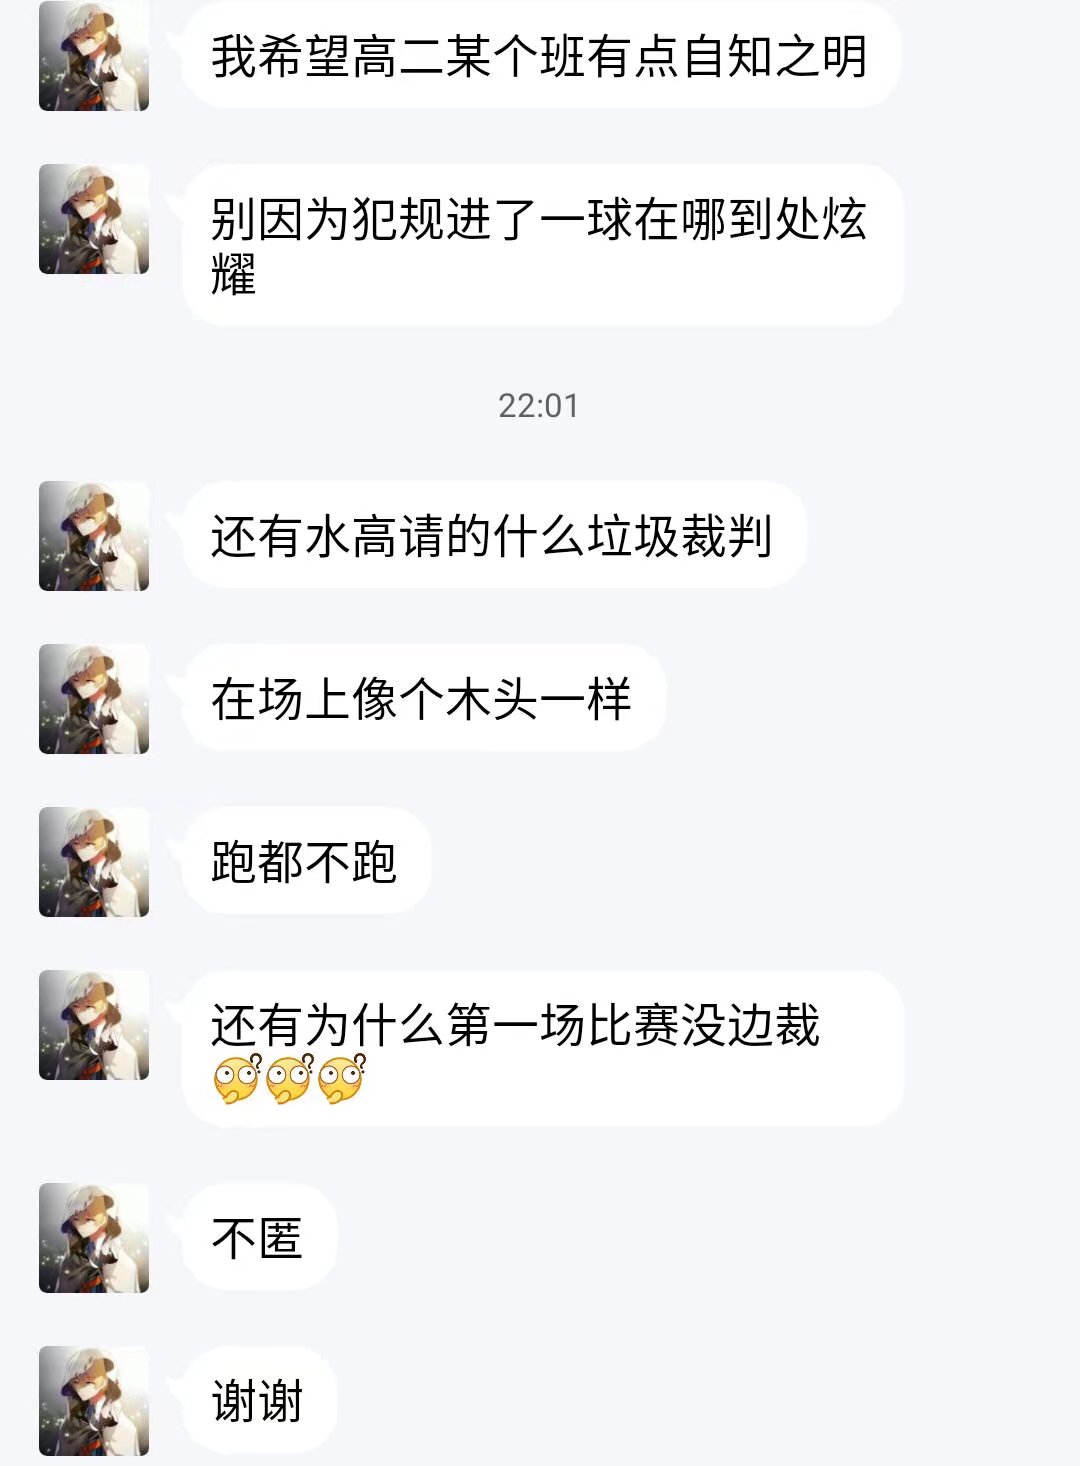 我希望高二某个班有点自知之明
别因为犯规进了一球在哪到处炫
耀
22:01
还有水高请的什么垃圾裁判
在场上像个木头一样
跑都不跑
还有为什么第一场比赛没边裁
不匿
谢谢